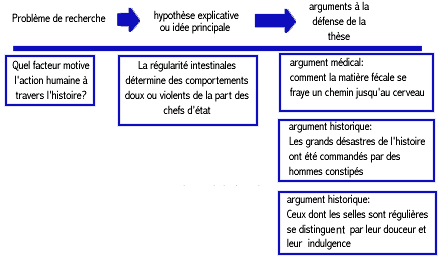 Problème de recherche
hypothèse explicative
ou idée principale
arguments à la
défense de la
thèse
Quel facteur motive
l'action humaine à
travers l'histoire?
La régularité intestinales
détermine des comportements
doux ou violents de la part des
chefs d'état
argument médical:
comment la matière fécale se
fraye un chemin jusqu'au cerveau
argument historique:
Les grands désastres de l'histoire
ont été commandés par des
hommes constipés
argument historique:
Ceux dont les selles sont régulières
se distinguent par leur douceur et
leur indulgence